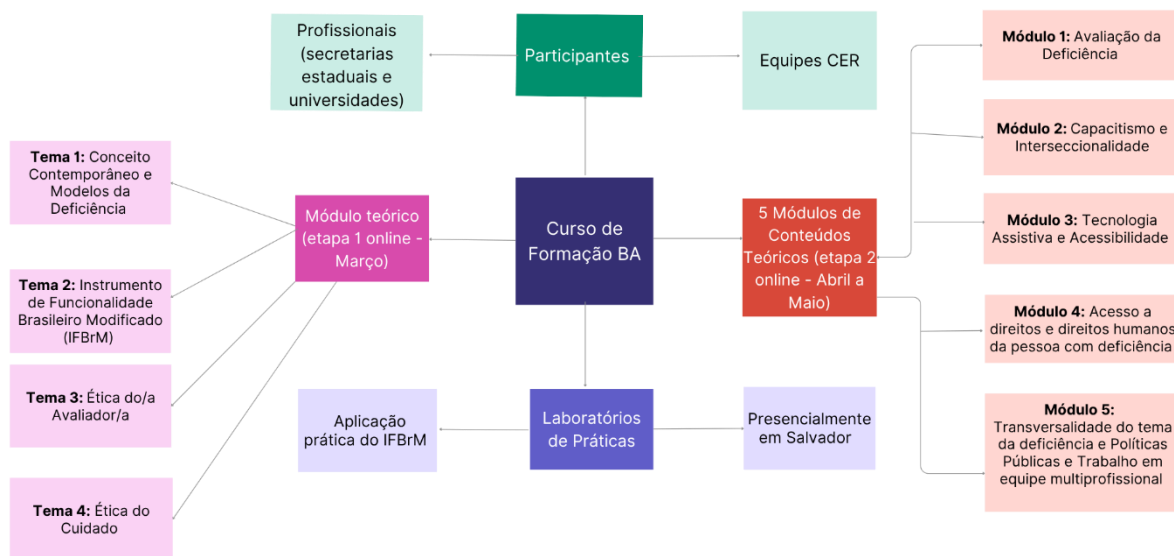 Profissionais
(secretarias
estaduais e
universidades)
Participantes
Equipes CER
Módulo 1: Avaliação da
Deficiência
Módulo 2: Capacitismo e
Interseccionalidade
Tema 1: Conceito
Contemporâneo e
Modelos da
Deficiência
Módulo teórico
(etapa 1 online -
Março)
Curso de
Formação BA
5 Módulos de
Conteúdos
Teóricos (etapa 2
online - Abril a
Maio)
Módulo 3: Tecnologia
Assistiva e Acessibilidade
Tema 2: Instrumento
de Funcionalidade
Brasileiro Modificado
(IFBrM)
Módulo 4: Acesso a
direitos e direitos humanos
da pessoa com deficiência
Tema 3: Ética do/a
Avaliador/a
Aplicação
prática do IFBrM
Laboratórios
de Práticas
Presencialmente
em Salvador
Módulo 5:
Transversalidade do tema
da deficiência e Políticas
Públicas e Trabalho em
equipe multiprofissional
Tema 4: Ética do
Cuidado